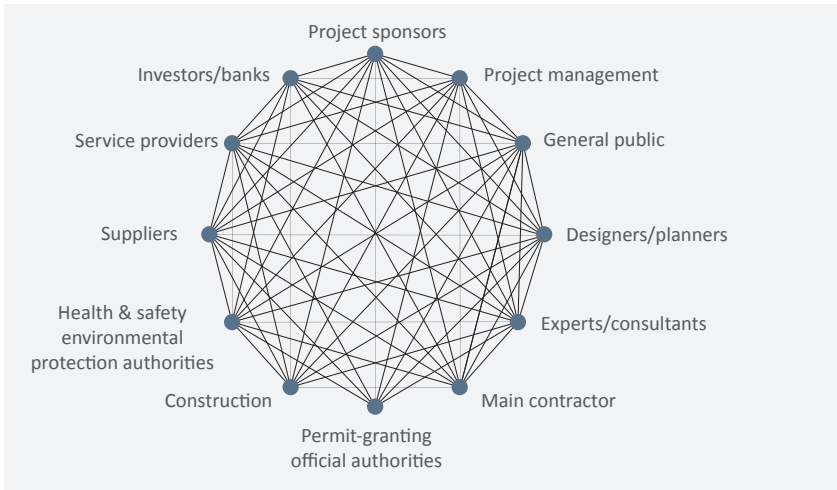 Project sponsors
Investors/banks
Project management
Service providers
General public
Suppliers
Designers/planners
Health & safety
environmental
protection authorities
Experts/consultants
Construction
Main contractor
Permit-granting
official authorities